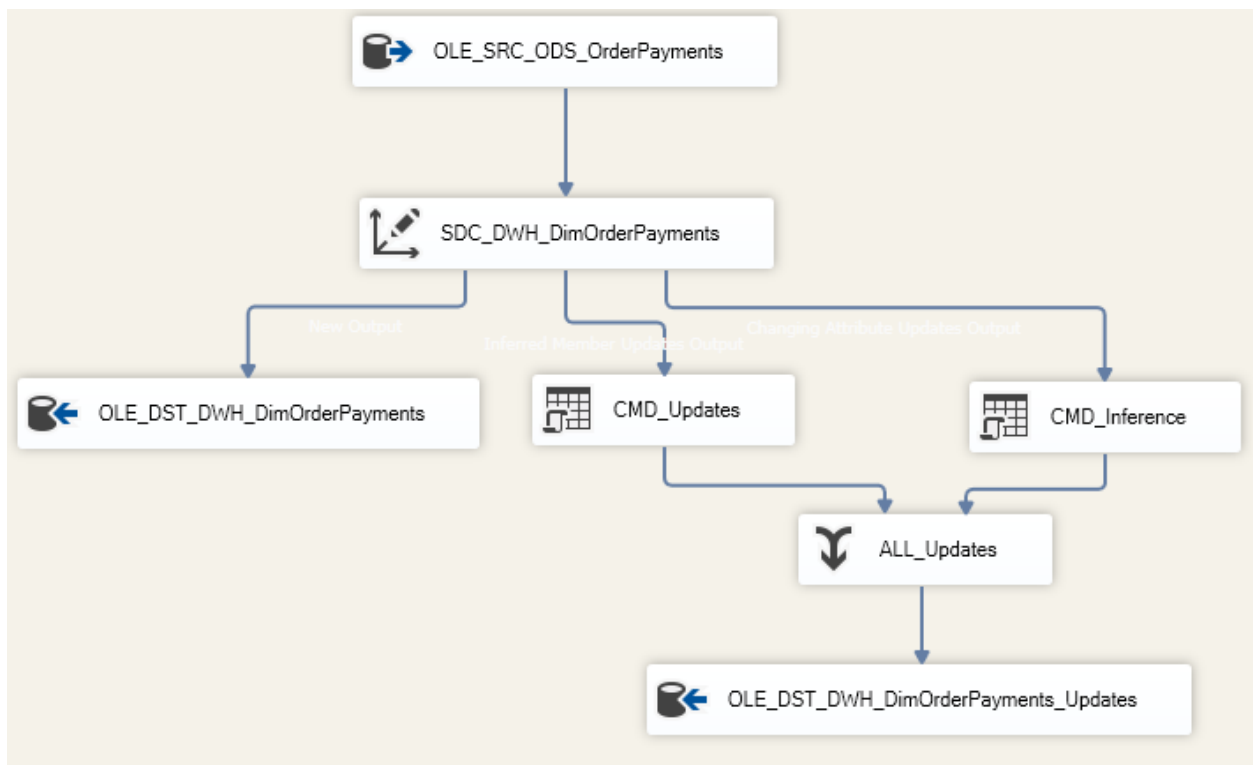 OLE_SRC_ODS_OrderPayments
SDC_DWH_DimOrderPayments
New Output
Inferred Member Updates Output
Changing Attribute Updates Output
OLE_DST_DWH_DimOrderPayments
CMD_Updates
CMD_Inference
ALL_Updates
OLE_DST_DWH_DimOrderPayments_Updates